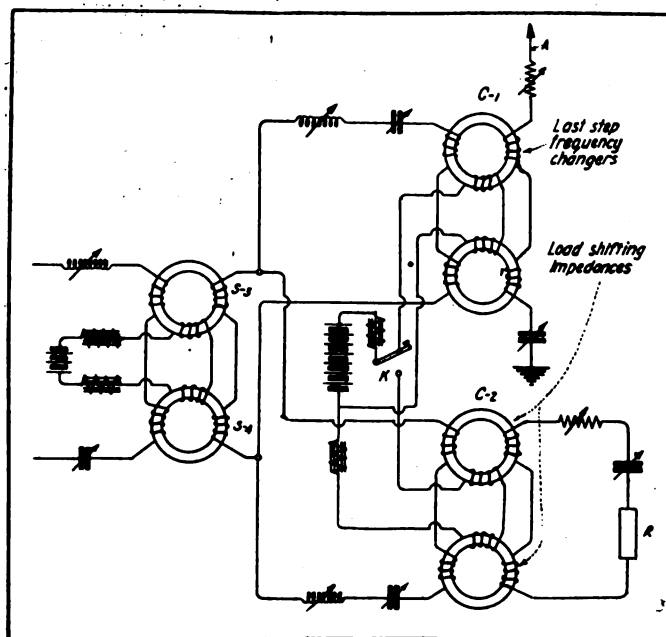 A
C-1
Last step
frequency
changers
Load shifting
Impedances
S-3
K
C-2
S-4
R